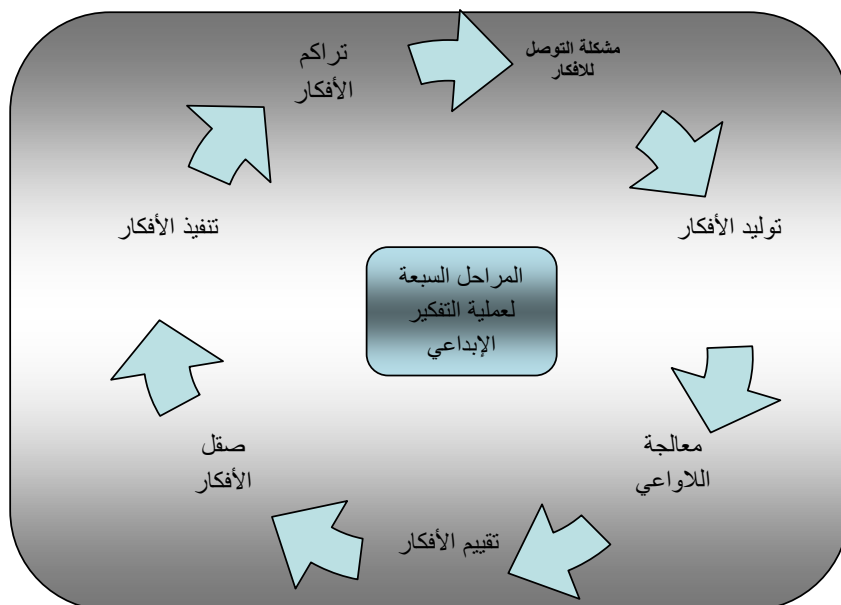 مشكلة التوصل
للافكار
توليد الأفكار
معالجة
اللاواعي
تقييم الأفكار
صقل
الأفكار
تنفيذ الأفكار
تراكم
الأفكار
المراحل السبعة
لعملية التفكير
الإبداعي